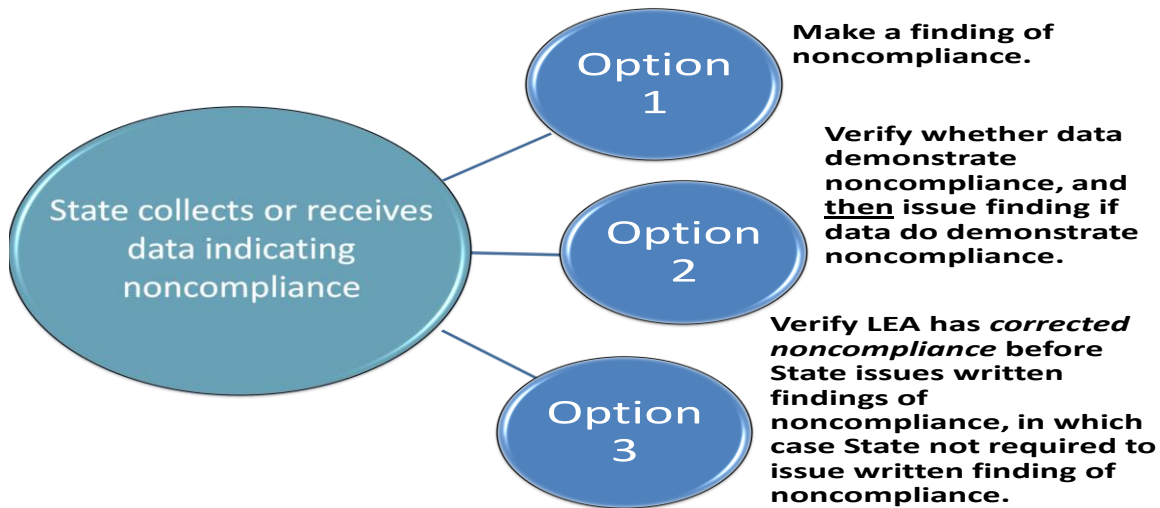 State collects or receives
data indicating
noncompliance
Option
1
Make a finding of
noncompliance.
Option
2
Verify whether data
demonstrate
noncompliance, and
then issue finding if
data do demonstrate
noncompliance.
Option
3
Verify LEA has corrected
noncompliance before
State issues written
findings of
noncompliance, in which
case State not required to
issue written finding of
noncompliance.